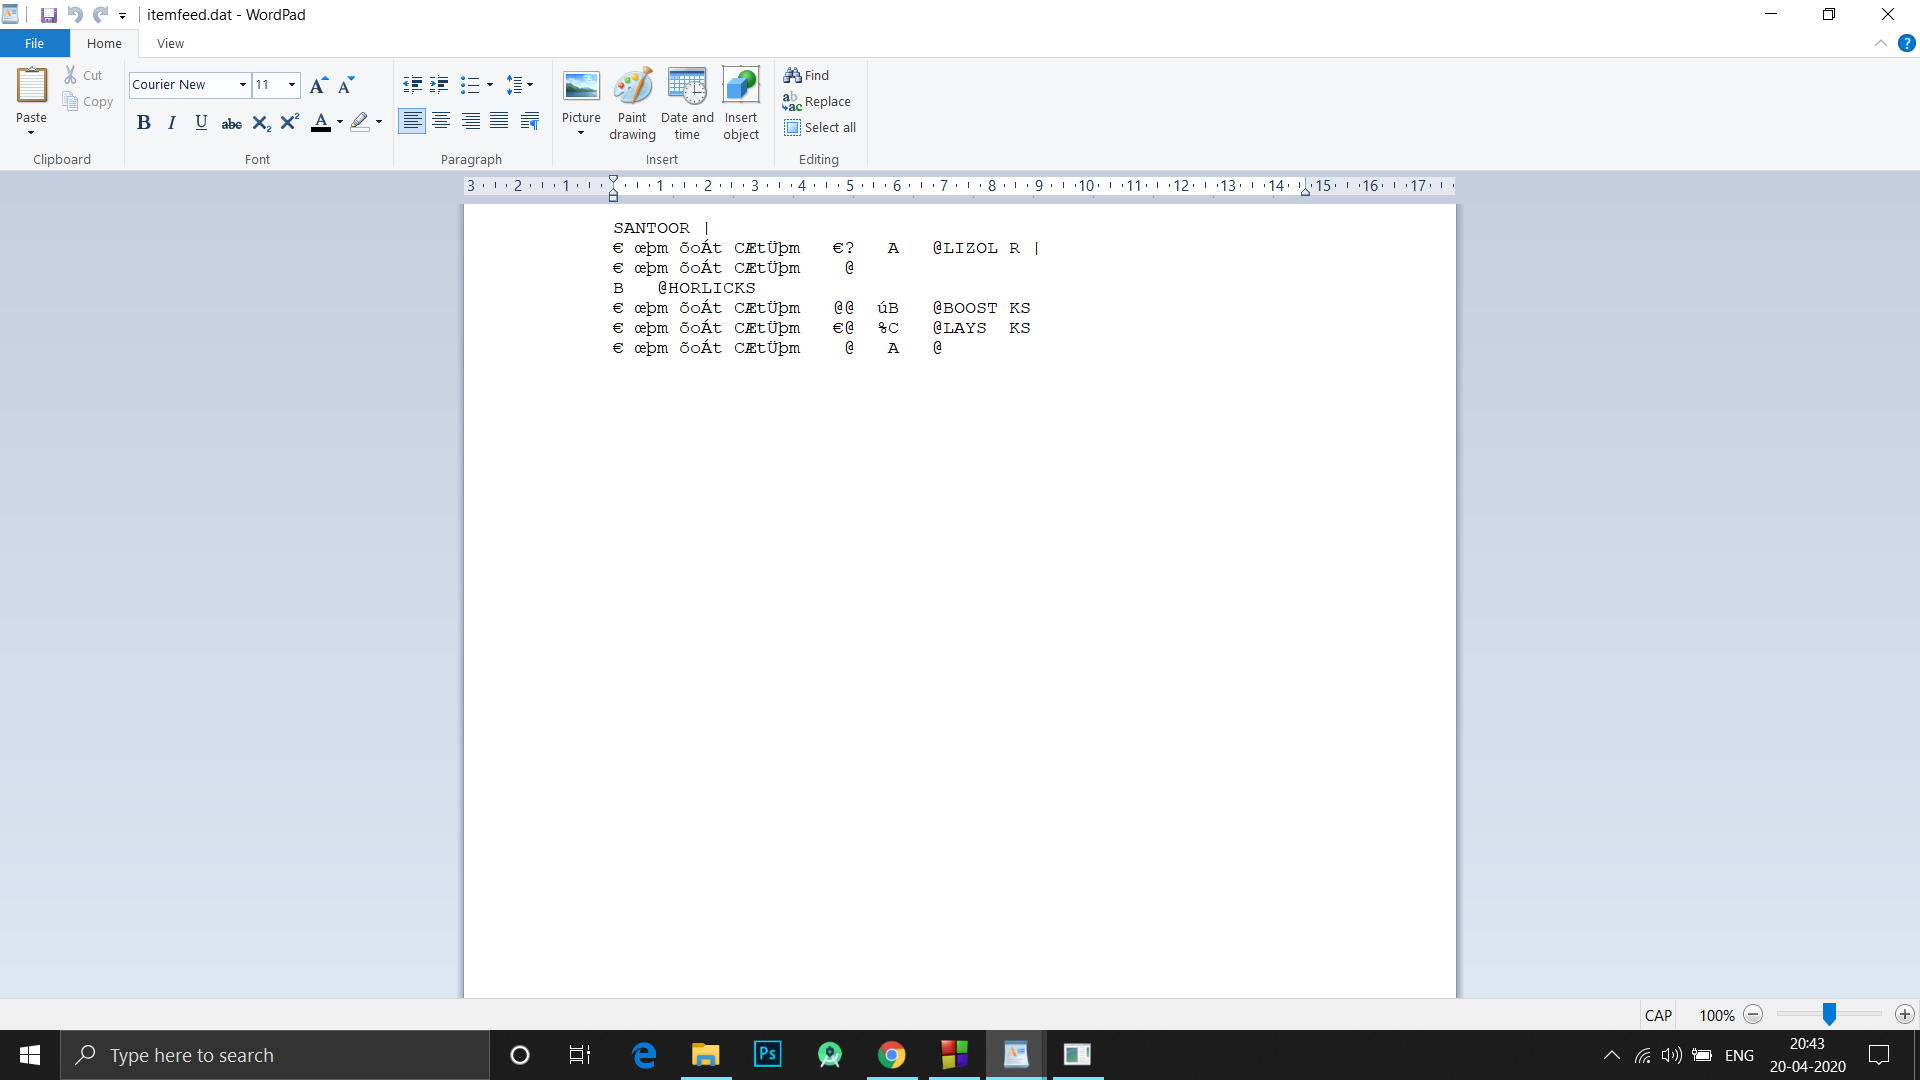 itemfeed.dat - WordPad
File Home View
Paste
Cut
Copy
Clipboard
Courier New 11
B I U abc X₂ X² A
Font
Paragraph
Picture
Paint drawing
Date and time
Insert object
Insert
Find
Replace
Select all
Editing
3 2 1 1 2 3 4 5 6 7 8 9 10 11 12 13 14 15 16 17
SANTOOR |
€ œþm õoÁt CÆtÜþm €? A @LIZOL R |
€ œþm õoÁt CÆtÜþm @
B @HORLICKS
€ œþm õoÁt CÆtÜþm @@ úB @BOOST KS
€ œþm õoÁt CÆtÜþm €@ %C @LAYS KS
€ œþm õoÁt CÆtÜþm @ A @
CAP 100%
Type here to search
Ps
ENG
20:43
20-04-2020